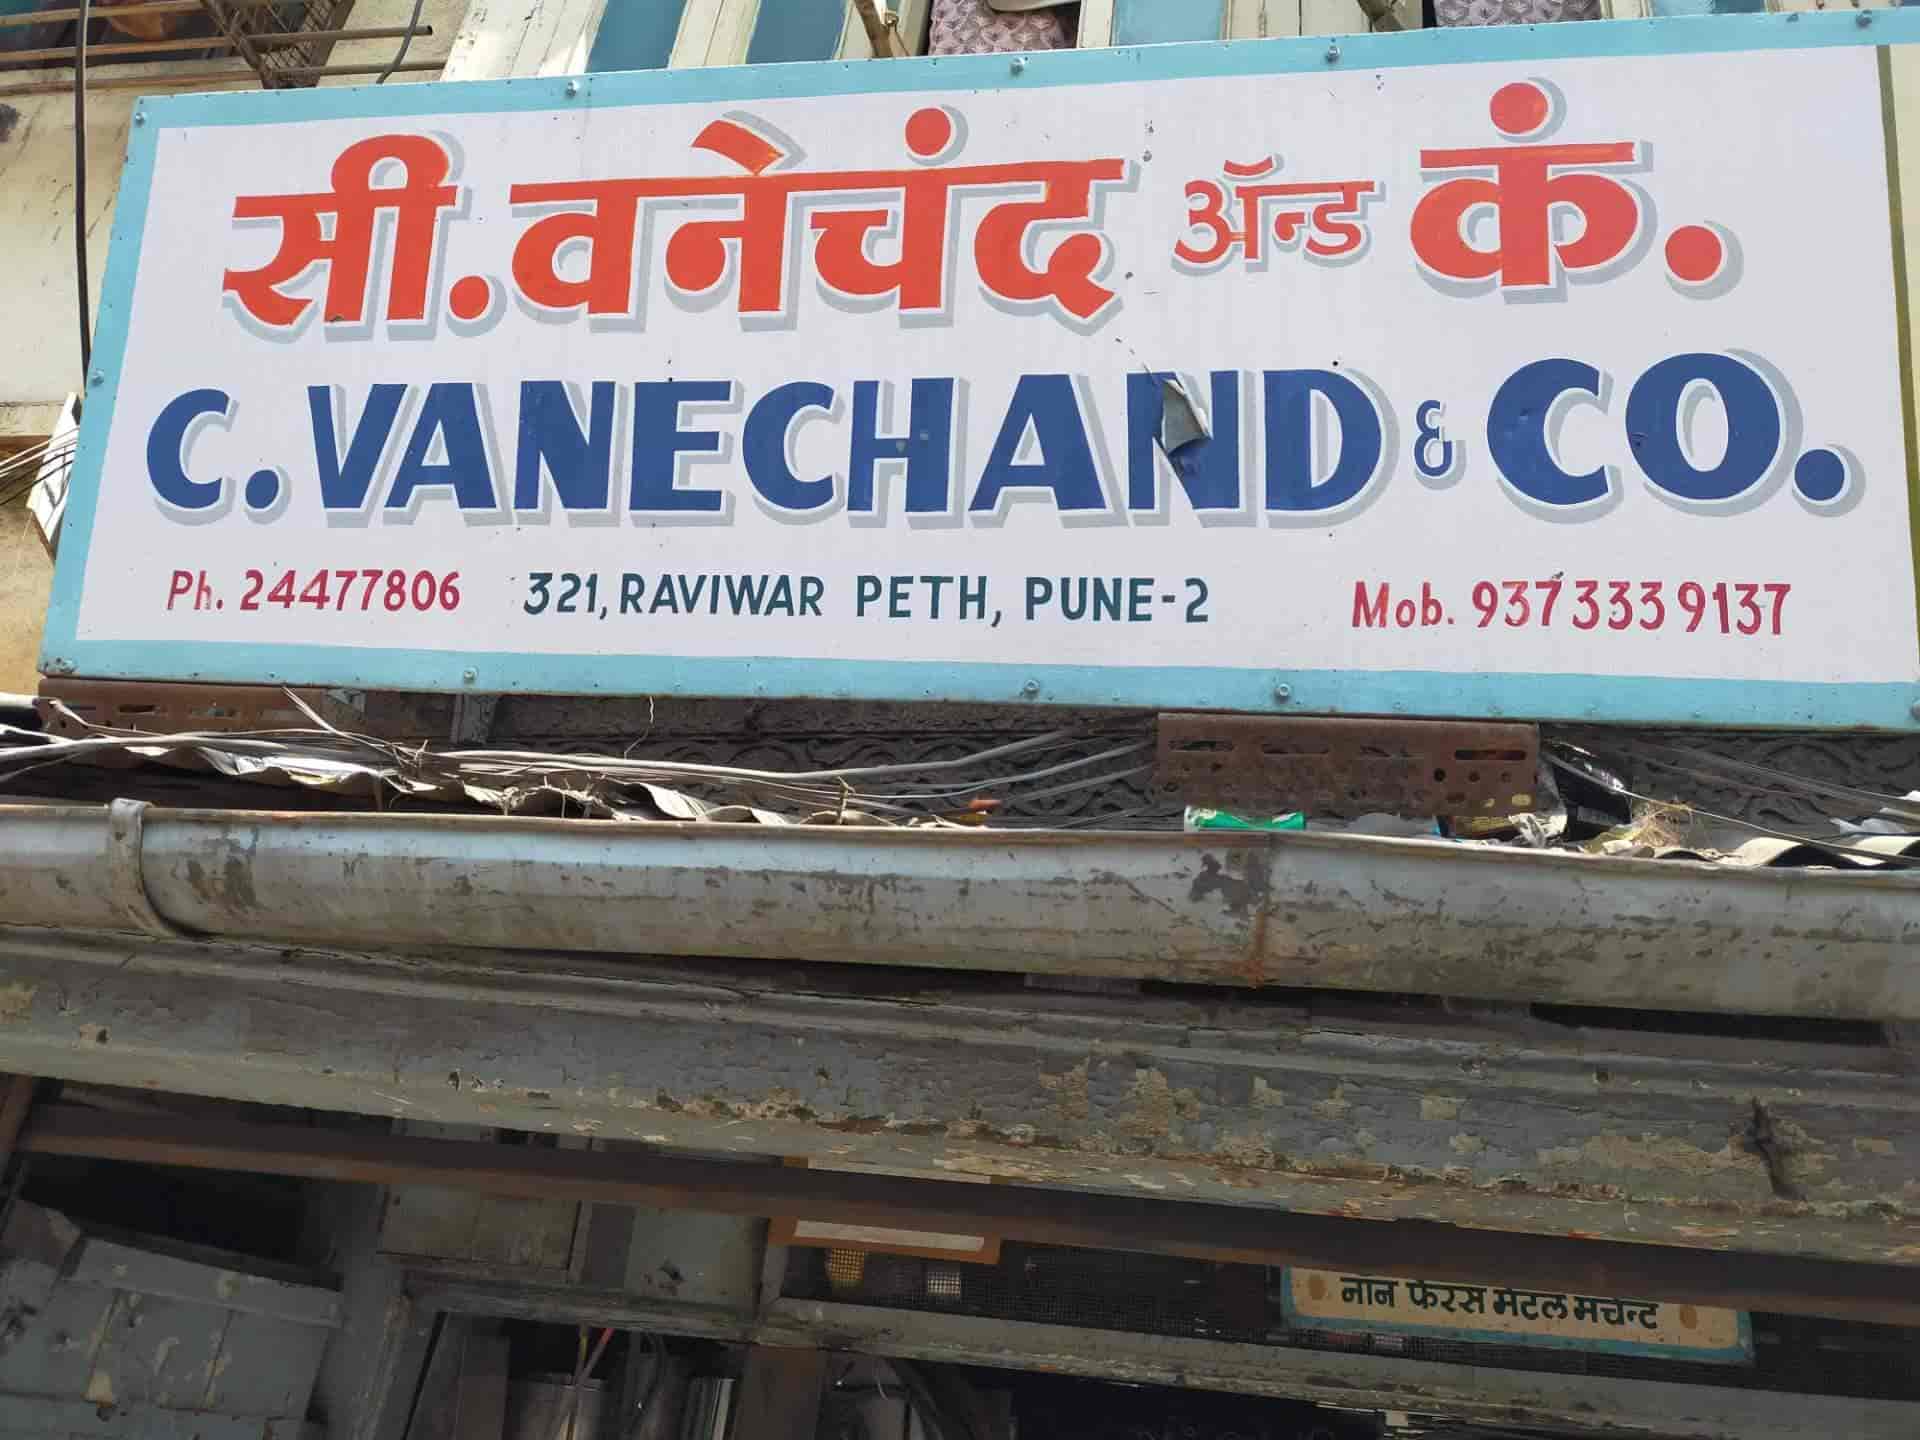 सी. वनेचंद ॲन्ड कं.
C. VANECHAND & CO.
Ph. 24477806 321, RAVIWAR PETH, PUNE-2 Mob. 9373339137
नॉन फेरस मेटल मर्चन्ट